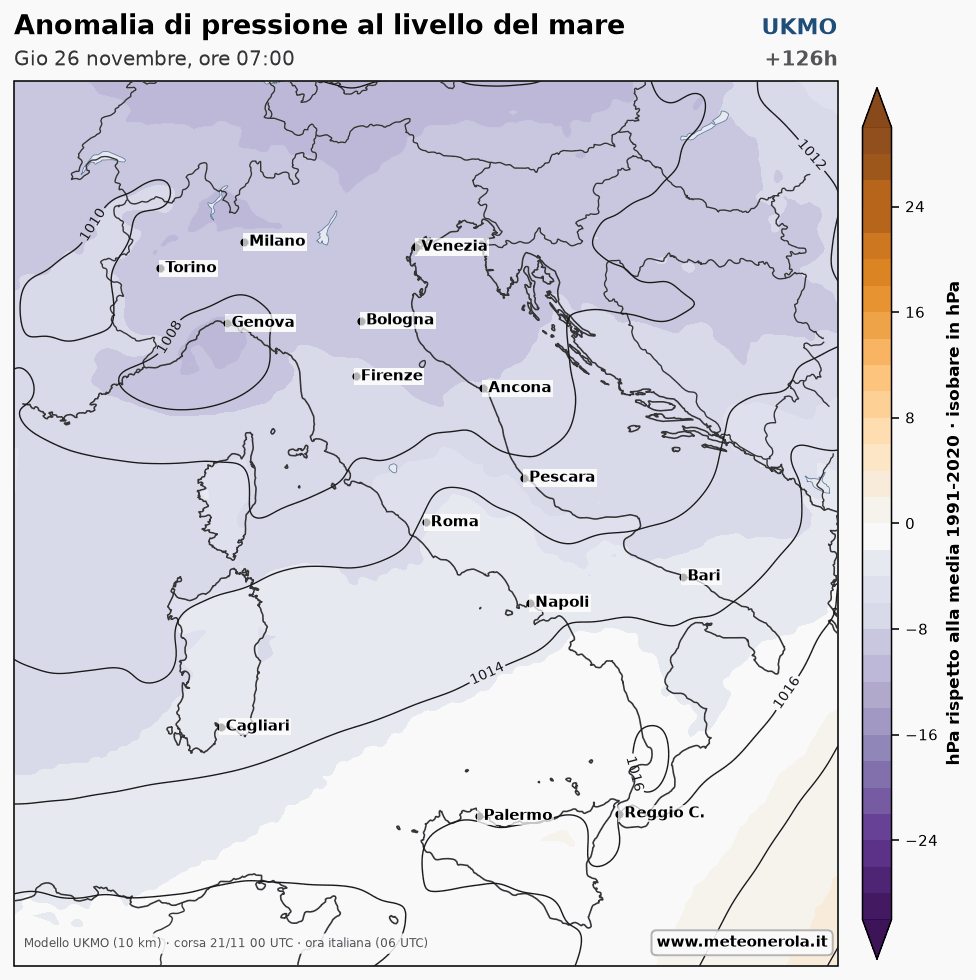 Anomalia di pressione al livello del mare
UKMO
Gio 26 novembre, ore 07:00
+126h
1012
1010
Milano
Venezia
Torino
24
16
8
0
−8
−16
−24
hPa rispetto alla media 1991-2020 · isobare in hPa
1008
Genova
Bologna
Firenze
Ancona
Pescara
Roma
Bari
Napoli
1014
1016
Cagliari
1016
Palermo
Reggio C.
Modello UKMO (10 km) · corsa 21/11 00 UTC · ora italiana (06 UTC)
www.meteonerola.it